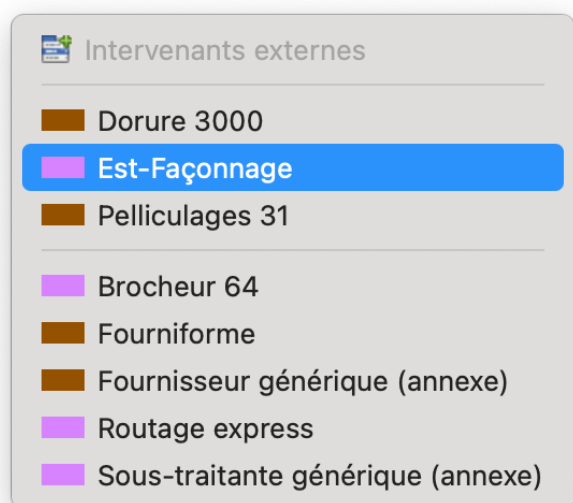 Intervenants externes
Dorure 3000
Est-Façonnage
Pelliculages 31
Brocheur 64
Fourniforme
Fournisseur générique (annexe)
Routage express
Sous-traitante générique (annexe)